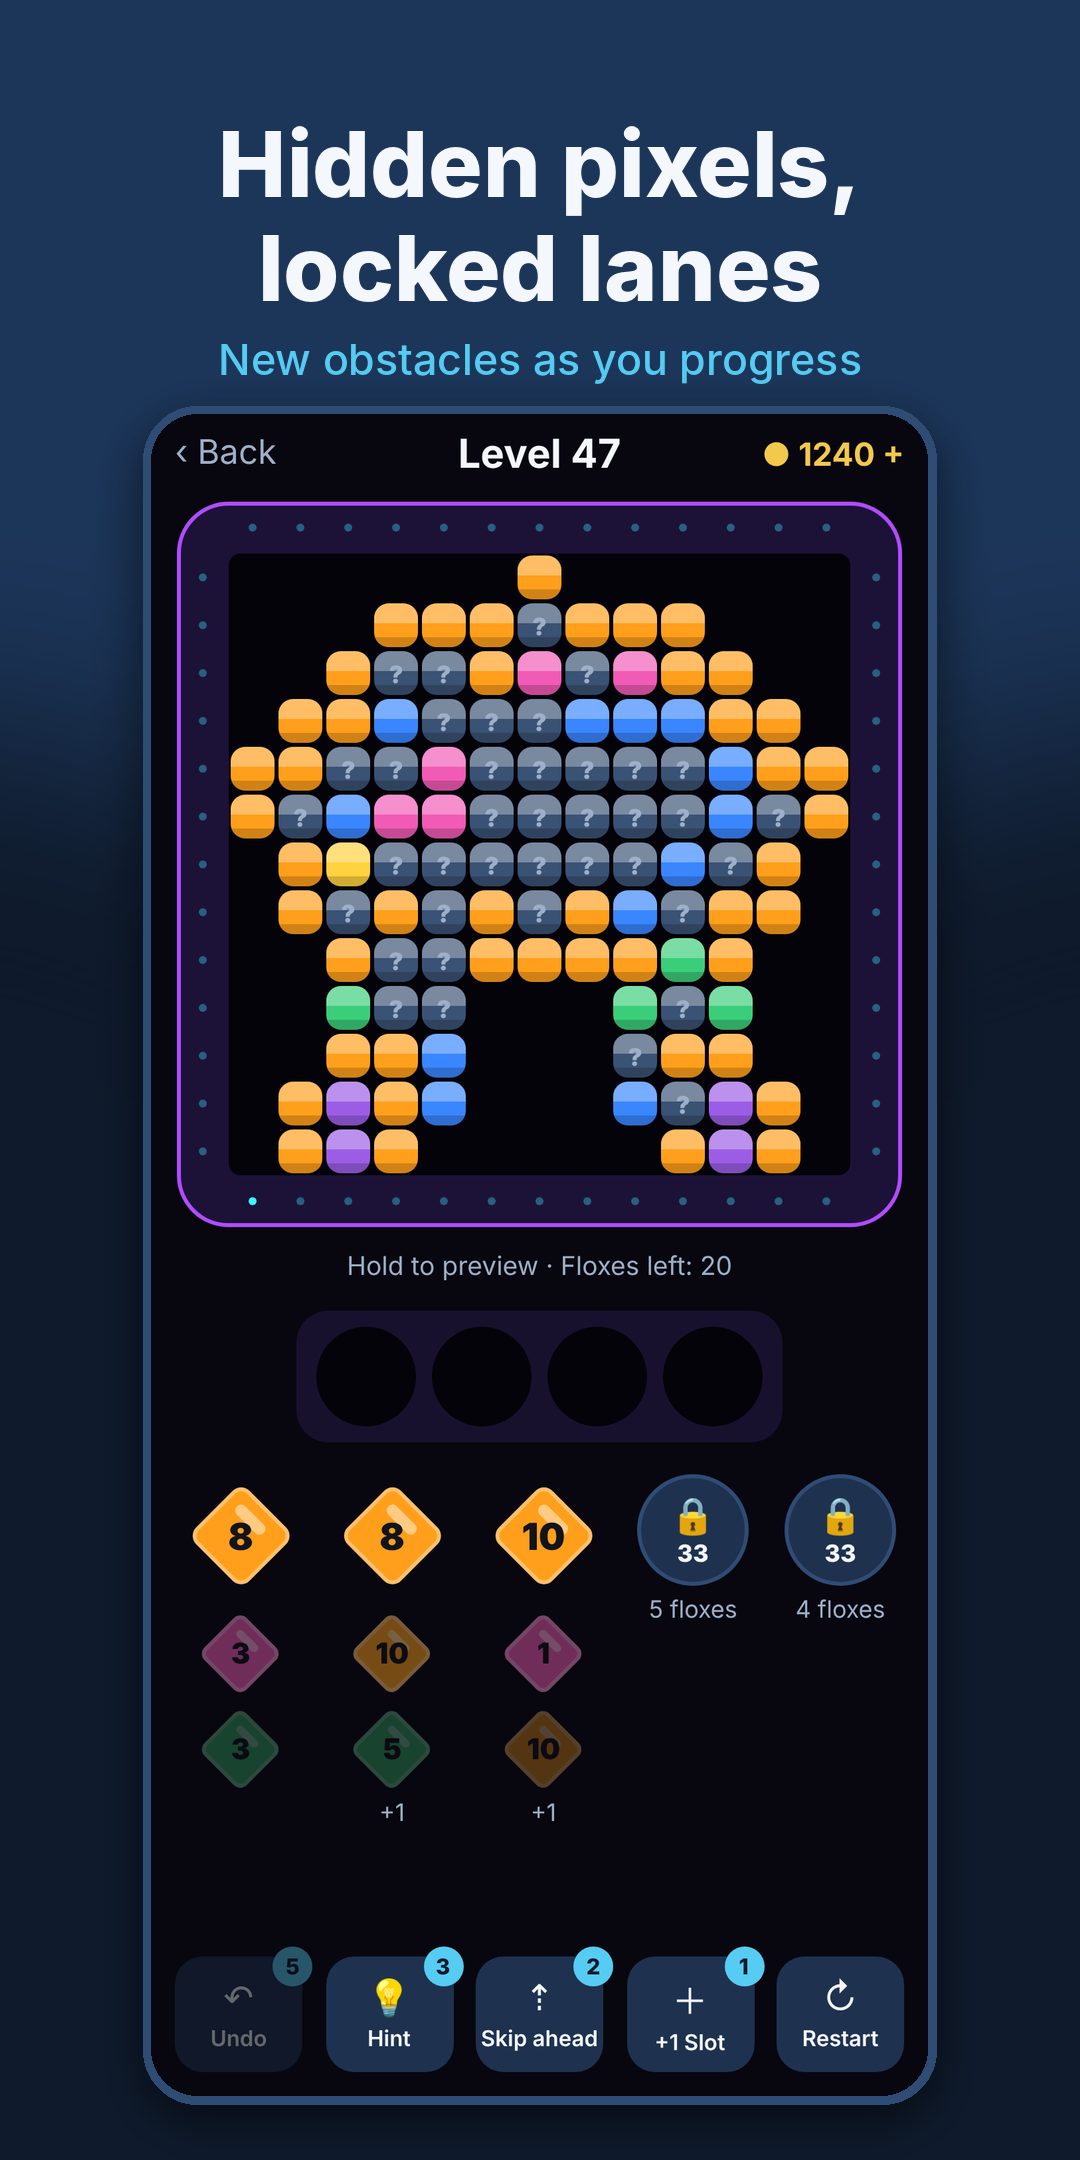 Hidden pixels,
locked lanes
New obstacles as you progress
‹ Back Level 47 1240 +
?
? ? ?
? ? ?
? ? ? ? ? ? ?
? ? ? ? ? ? ?
? ? ? ? ? ? ?
? ? ? ?
? ?
? ? ?
?
?
Hold to preview · Floxes left: 20
8 8 10 33 33
5 floxes 4 floxes
3 10 1
3 5 10
+1 +1
5 3 2 1
Undo Hint Skip ahead +1 Slot Restart